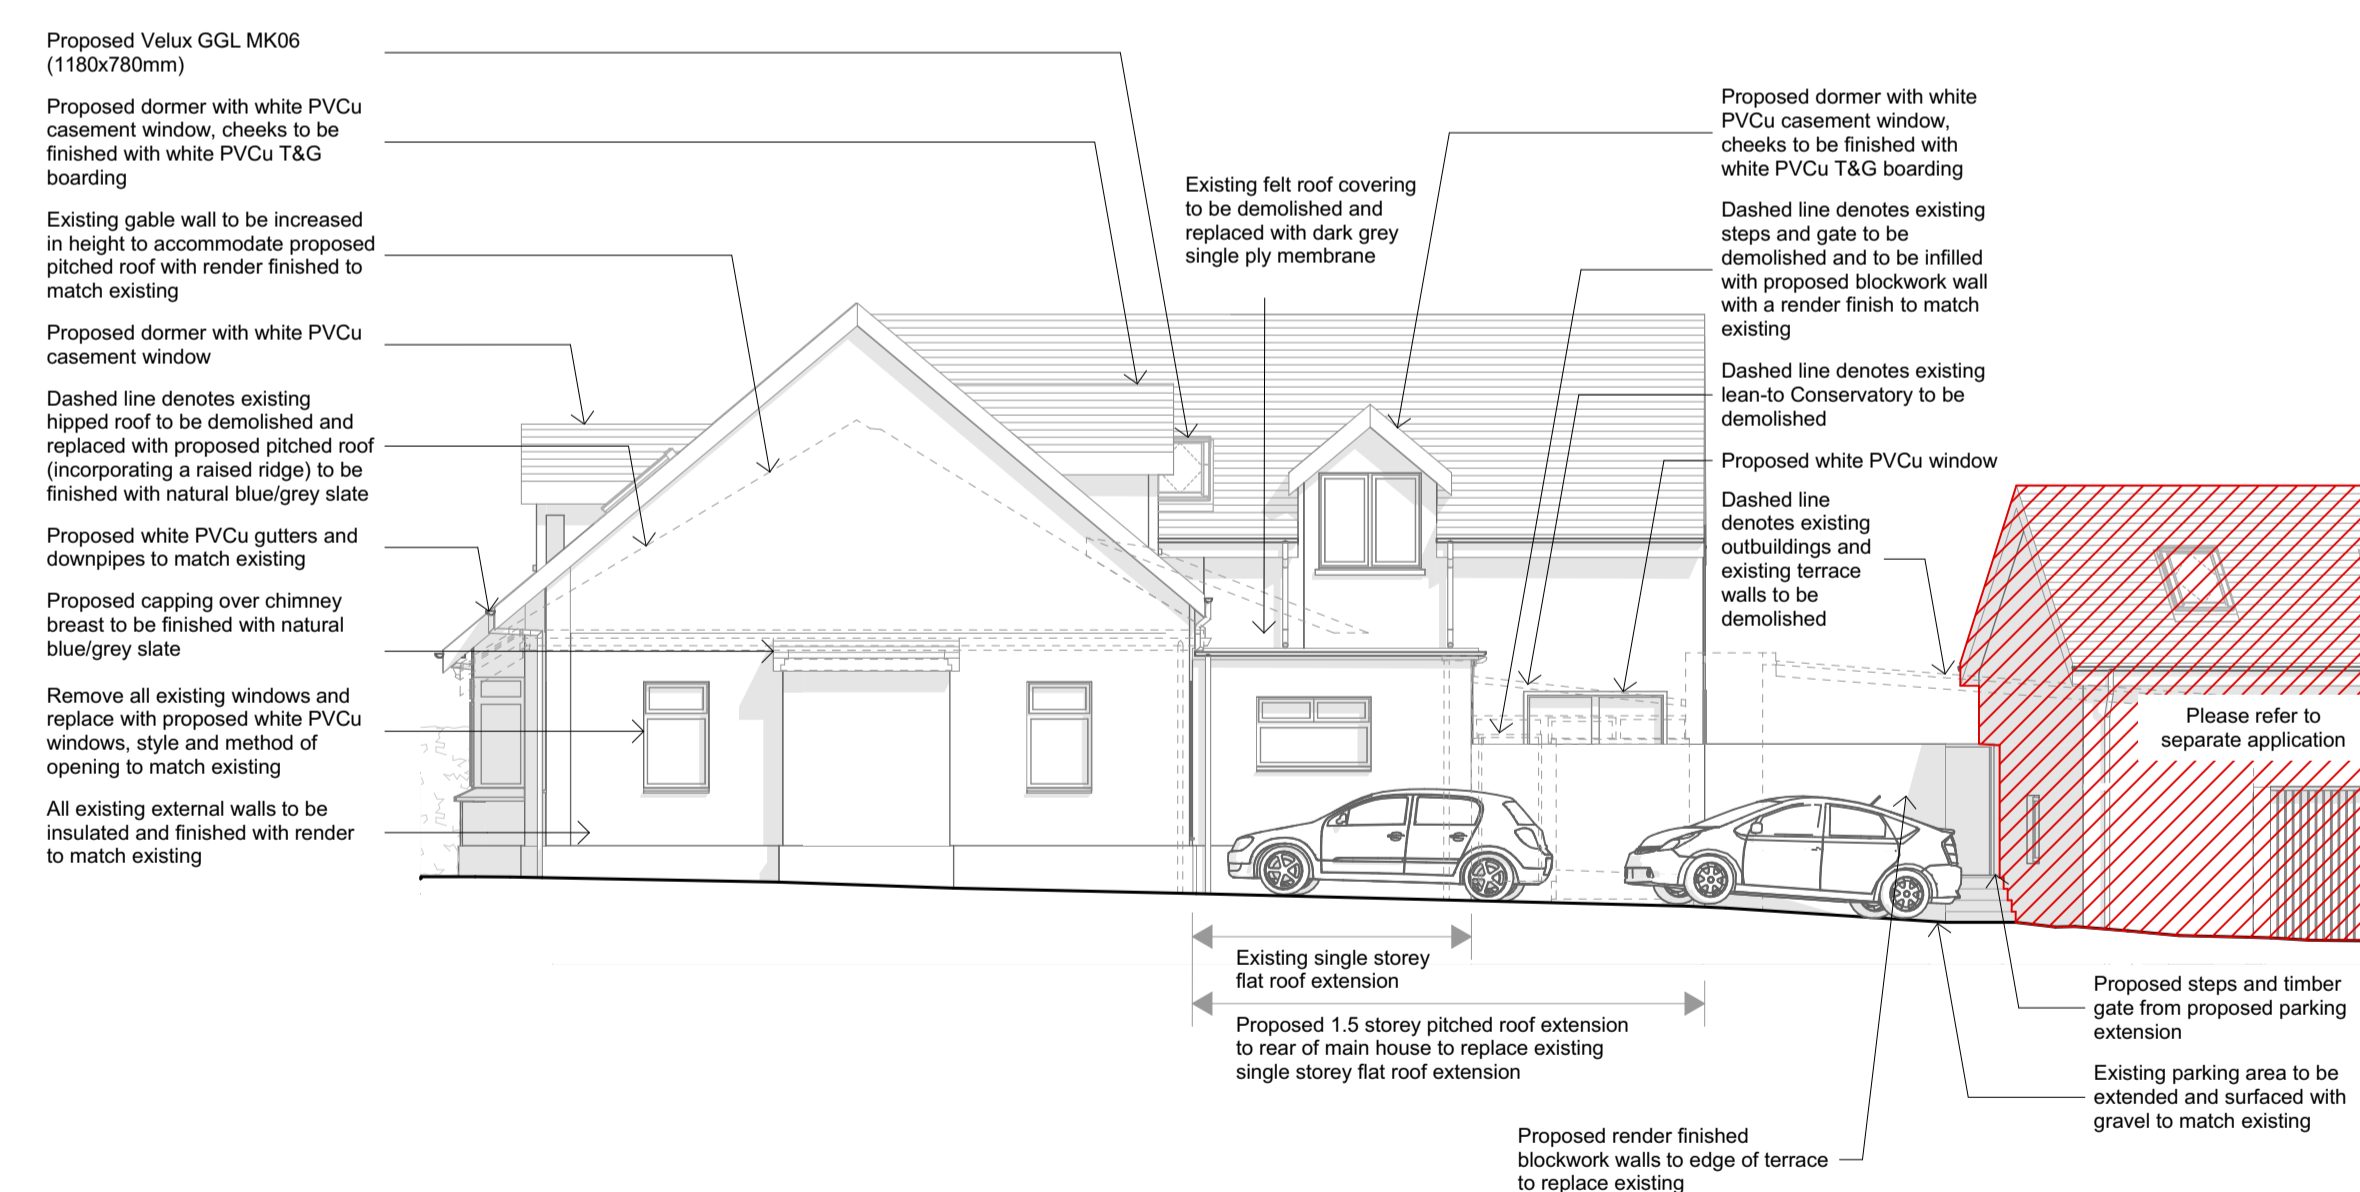 Proposed Velux GGL MK06
(1180x780mm)
Proposed dormer with white PVCu
casement window, cheeks to be
finished with white PVCu T&G
boarding
Existing gable wall to be increased
in height to accommodate proposed
pitched roof with render finished to
match existing
Proposed dormer with white PVCu
casement window
Dashed line denotes existing
hipped roof to be demolished and
replaced with proposed pitched roof
(incorporating a raised ridge) to be
finished with natural blue/grey slate
Proposed white PVCu gutters and
downpipes to match existing
Proposed capping over chimney
breast to be finished with natural
blue/grey slate
Remove all existing windows and
replace with proposed white PVCu
windows, style and method of
opening to match existing
All existing external walls to be
insulated and finished with render
to match existing
Existing felt roof covering
to be demolished and
replaced with dark grey
single ply membrane
Proposed dormer with white
PVCu casement window,
cheeks to be finished with
white PVCu T&G boarding
Dashed line denotes existing
steps and gate to be
demolished and to be infilled
with proposed blockwork wall
with a render finish to match
existing
Dashed line denotes existing
lean-to Conservatory to be
demolished
Proposed white PVCu window
Dashed line
denotes existing
outbuildings and
existing terrace
walls to be
demolished
Please refer to
separate application
Existing single storey
flat roof extension
Proposed 1.5 storey pitched roof extension
to rear of main house to replace existing
single storey flat roof extension
Proposed steps and timber
gate from proposed parking
extension
Existing parking area to be
extended and surfaced with
gravel to match existing
Proposed render finished
blockwork walls to edge of terrace
to replace existing